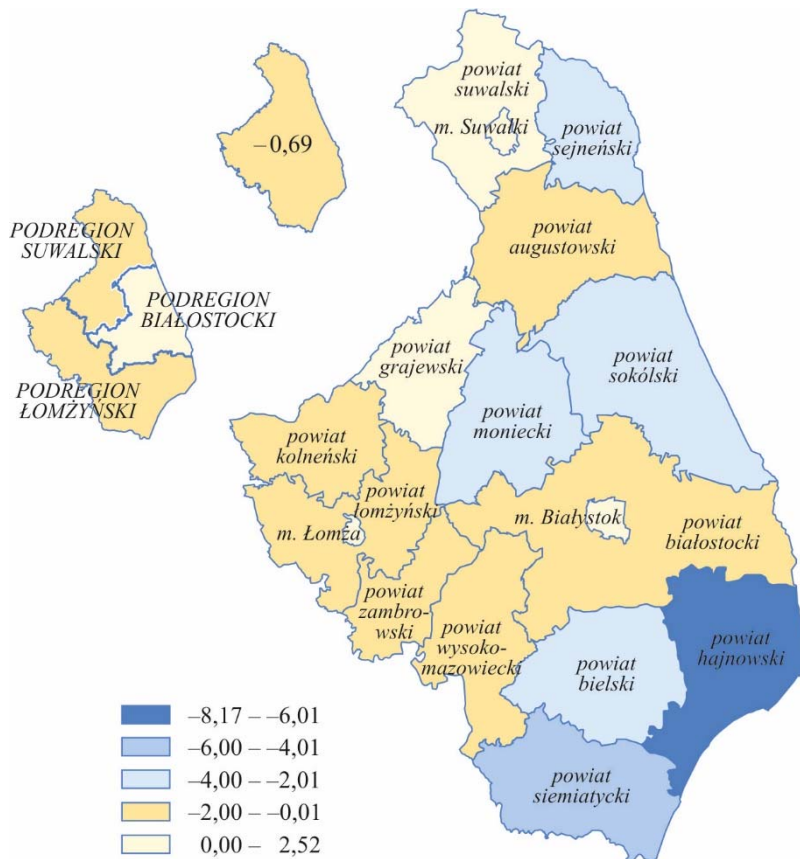 powiat
suwalski
m. Suwałki
powiat
sejneński
–0,69
powiat
augustowski
PODREGION
SUWALSKI
PODREGION
BIAŁOSTOCKI
PODREGION
ŁOMŻYŃSKI
powiat
grajewski
powiat
moniecki
powiat
sokólski
powiat
kolneński
powiat
łomżyński
m. Łomża
m. Białystok
powiat
białostocki
powiat
zambro-
wski
powiat
wysoko-
mazowiecki
powiat
bielski
powiat
hajnowski
powiat
siemiatycki
–8,17 – –6,01
–6,00 – –4,01
–4,00 – –2,01
–2,00 – –0,01
0,00 – 2,52